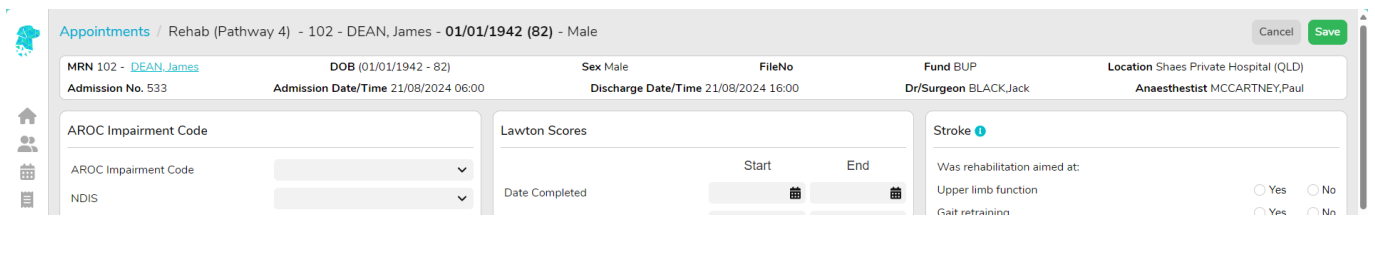 Appointments / Rehab (Pathway 4) - 102 - DEAN, James - 01/01/1942 (82) - Male
Cancel
Save
MRN 102 - DEAN, James
DOB (01/01/1942 - 82)
Sex Male
FileNo
Fund BUP
Location Shaes Private Hospital (QLD)
Admission No. 533
Admission Date/Time 21/08/2024 06:00
Discharge Date/Time 21/08/2024 16:00
Dr/Surgeon BLACK,Jack
Anaesthestist MCCARTNEY,Paul
AROC Impairment Code
AROC Impairment Code
NDIS
Lawton Scores
Start End
Date Completed
Stroke
Was rehabilitation aimed at:
Upper limb function Yes No
Gait retraining Yes No